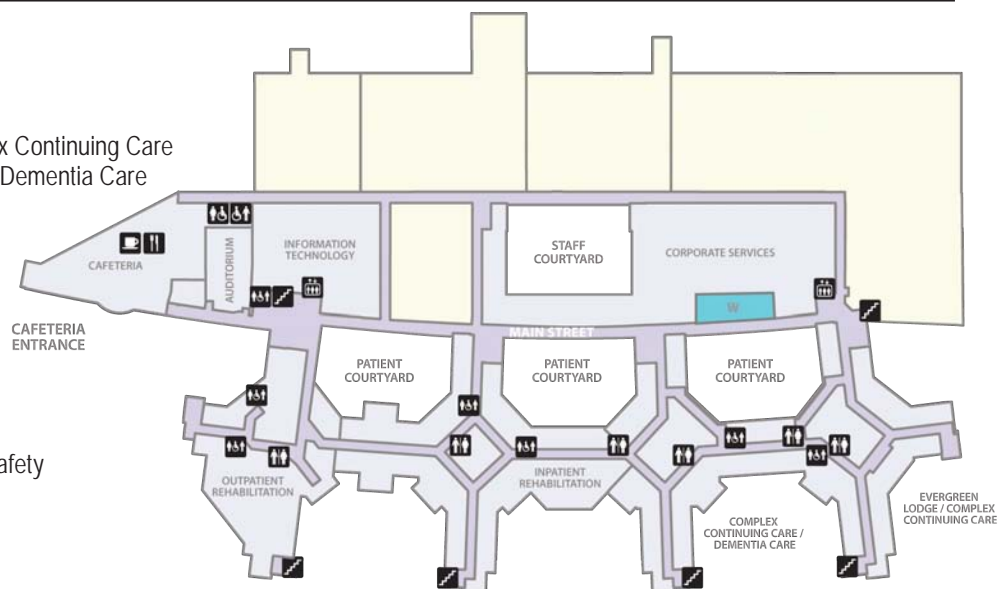 x Continuing Care
Dementia Care
STAFF
COURTYARD
INFORMATION
TECHNOLOGY
CORPORATE SERVICES
CAFETERIA
AUDITORIUM
W
CAFETERIA
ENTRANCE
MAIN STREET
PATIENT
COURTYARD
PATIENT
COURTYARD
PATIENT
COURTYARD
afety
OUTPATIENT
REHABILITATION
INPATIENT
REHABILITATION
EVERGREEN
LODGE / COMPLEX
CONTINUING CARE
COMPLEX
CONTINUING CARE /
DEMENTIA CARE